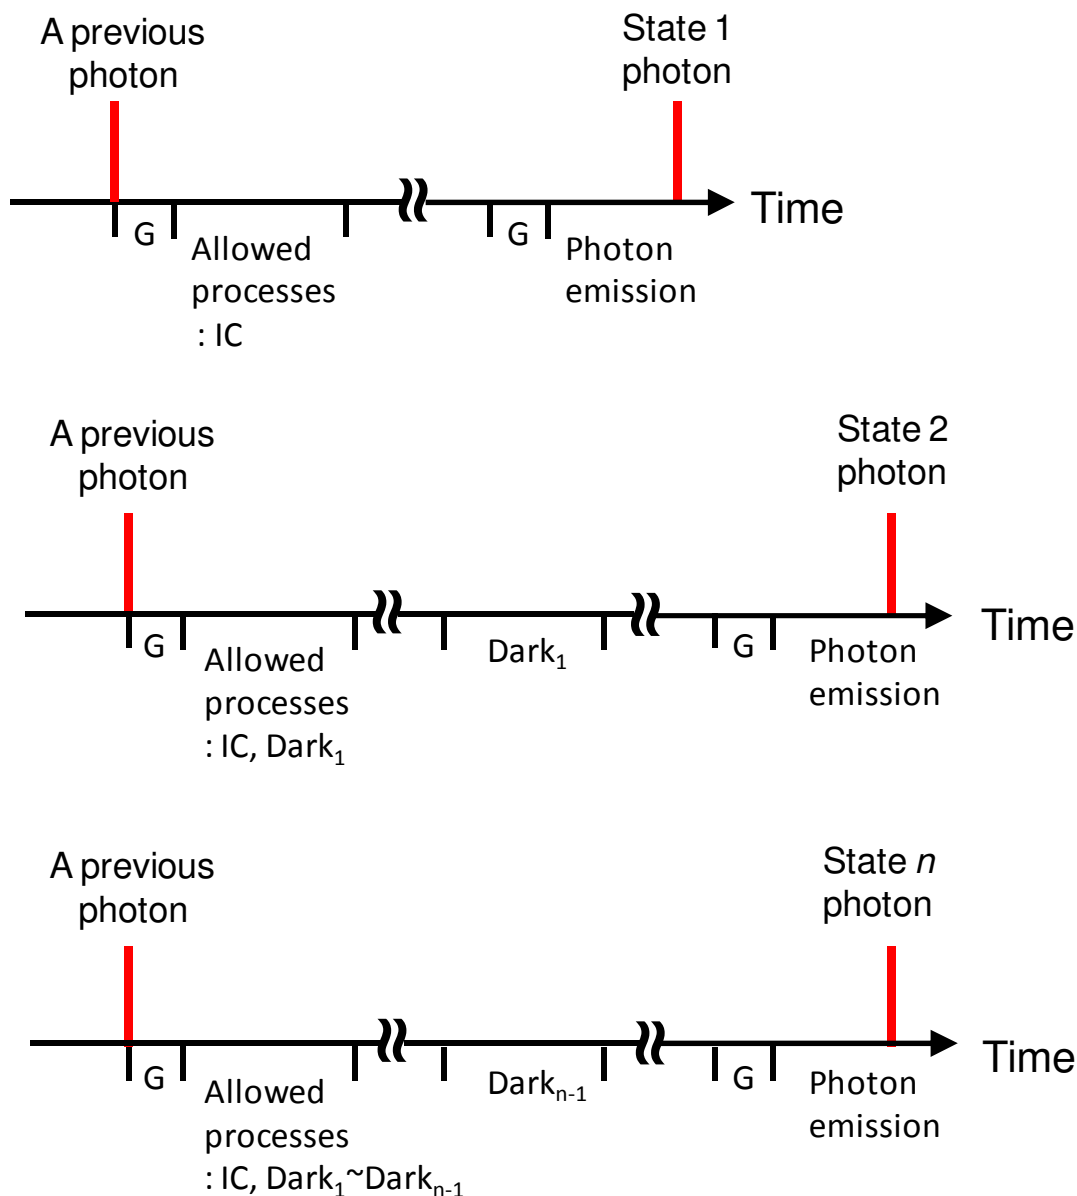 A previous
photon
State 1
photon
Time
G
Allowed
processes
: IC
G
Photon
emission
A previous
photon
State 2
photon
Time
G
Allowed
processes
: IC, Dark₁
Dark₁
G
Photon
emission
A previous
photon
State n
photon
Time
G
Allowed
processes
: IC, Dark₁~Darkₙ₋₁
Darkₙ₋₁
G
Photon
emission